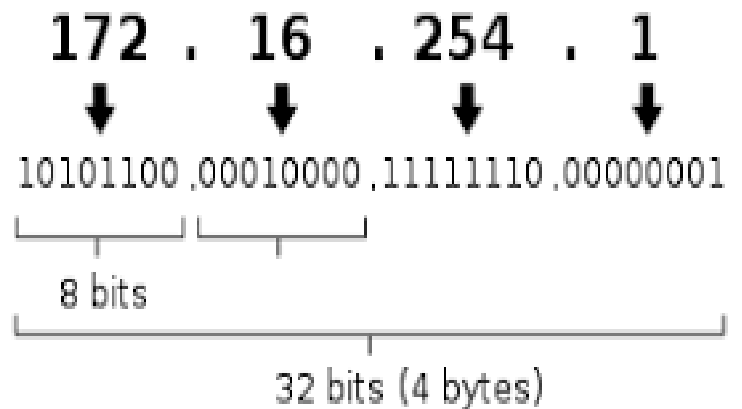 172 . 16 . 254 . 1
10101100 .00010000 .11111110 .00000001
8 bits
32 bits (4 bytes)